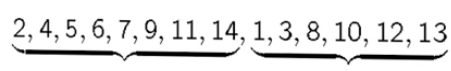 2, 4, 5, 6, 7, 9, 11, 14, 1, 3, 8, 10, 12, 13